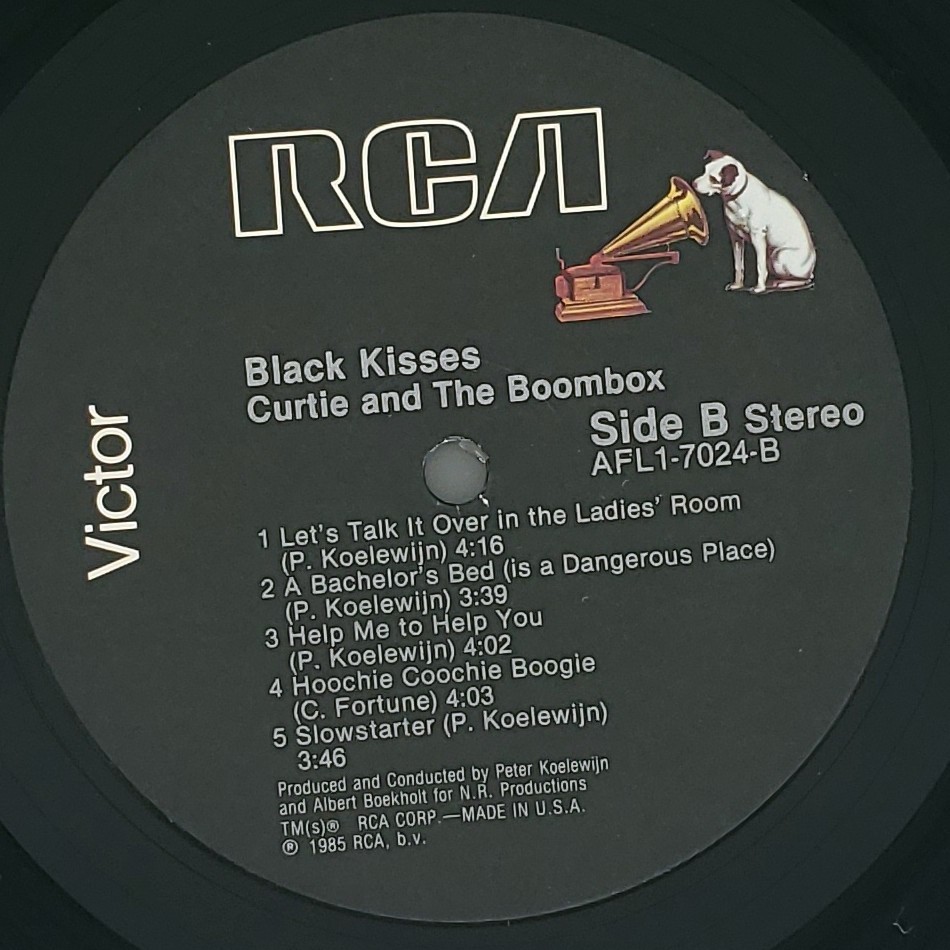 RCA
Victor
Black Kisses
Curtie and The Boombox
Side B Stereo
AFL1-7024-B
1 Let's Talk It Over in the Ladies' Room
(P. Koelewijn) 4:16
2 A Bachelor's Bed (is a Dangerous Place)
(P. Koelewijn) 3:39
3 Help Me to Help You
(P. Koelewijn) 4:02
4 Hoochie Coochie Boogie
(C. Fortune) 4:03
5 Slowstarter (P. Koelewijn)
3:46
Produced and Conducted by Peter Koelewijn
and Albert Boekholt for N.R. Productions
TM(s)® RCA CORP.—MADE IN U.S.A.
℗ 1985 RCA, b.v.